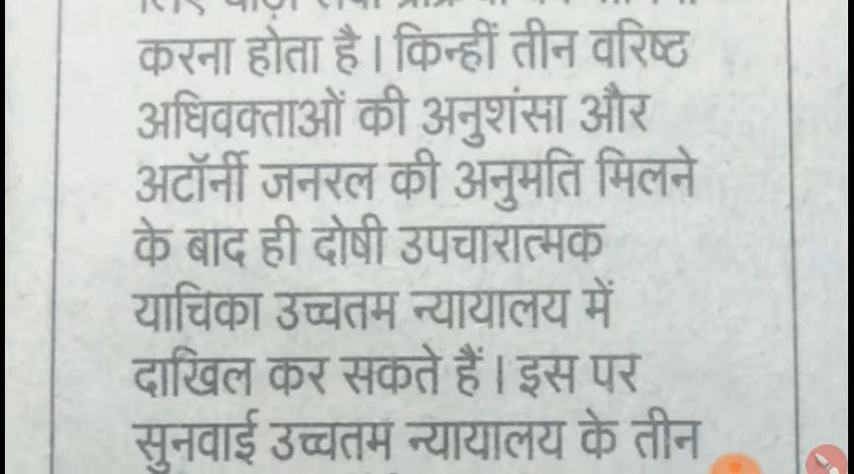 करना होता है। किन्हीं तीन वरिष्ठ
अधिवक्ताओं की अनुशंसा और
अटॉर्नी जनरल की अनुमति मिलने
के बाद ही दोषी उपचारात्मक
याचिका उच्चतम न्यायालय में
दाखिल कर सकते हैं। इस पर
सुनवाई उच्चतम न्यायालय के तीन